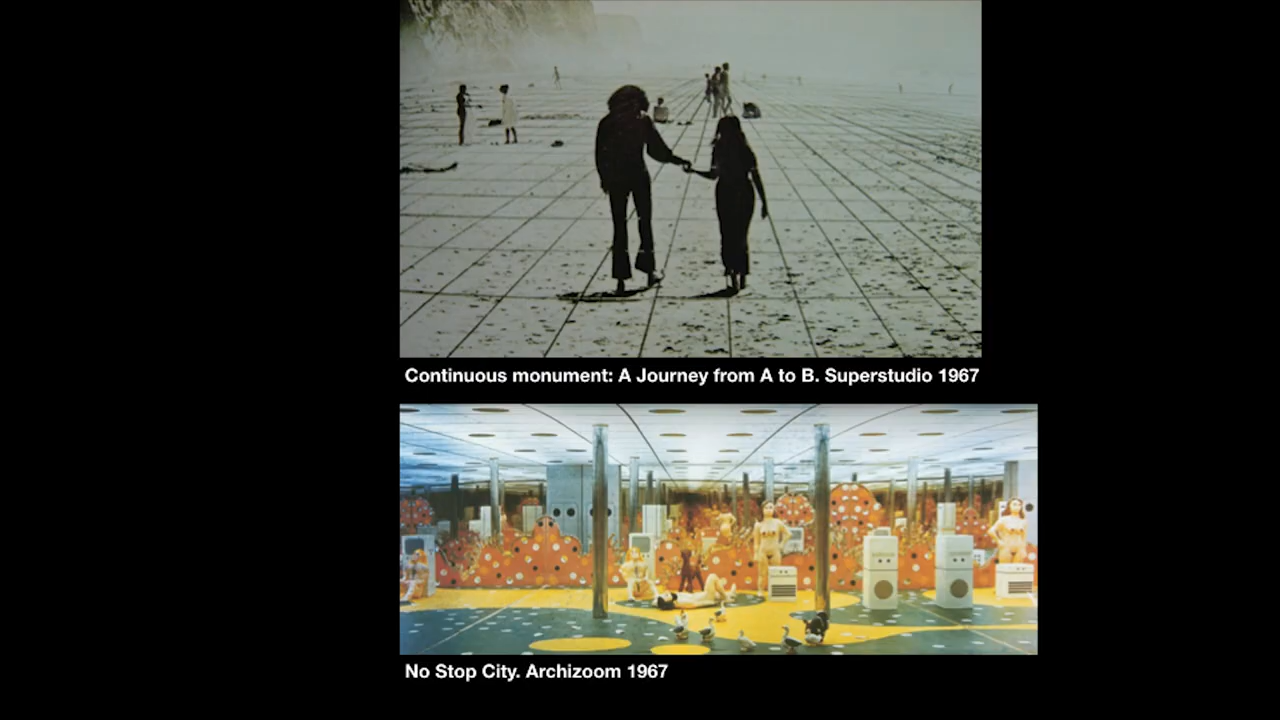 Continuous monument: A Journey from A to B. Superstudio 1967
No Stop City. Archizoom 1967